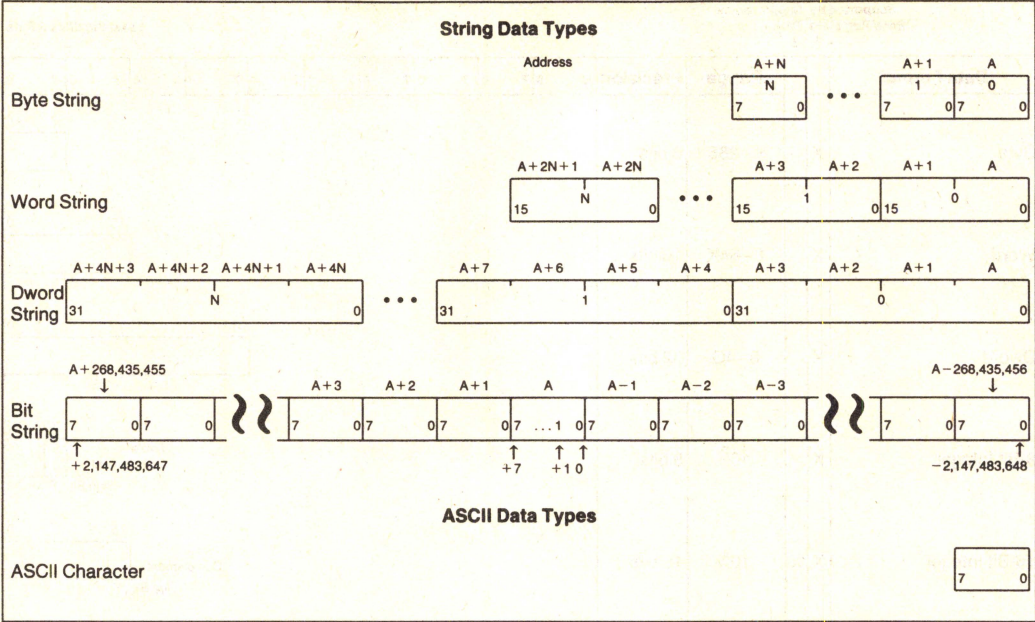 String Data Types
Address
A+N A+1 A
Byte String
N 1 0
7 0 • • • 7 0 7 0
A+2N+1 A+2N A+3 A+2 A+1 A
Word String
N 1 0
15 0 • • • 15 0 15 0
A+4N+3 A+4N+2 A+4N+1 A+4N A+7 A+6 A+5 A+4 A+3 A+2 A+1 A
Dword
String
N 1 0
31 0 • • • 31 0 31 0
A+268,435,455 A−268,435,456
A+3 A+2 A+1 A A−1 A−2 A−3
Bit
String
7 0 7 0 7 0 7 0 7 0 7 ...1 0 7 0 7 0 7 0 7 0 7 0
+2,147,483,647 +7 +1 0 −2,147,483,648
ASCII Data Types
ASCII Character
7 0